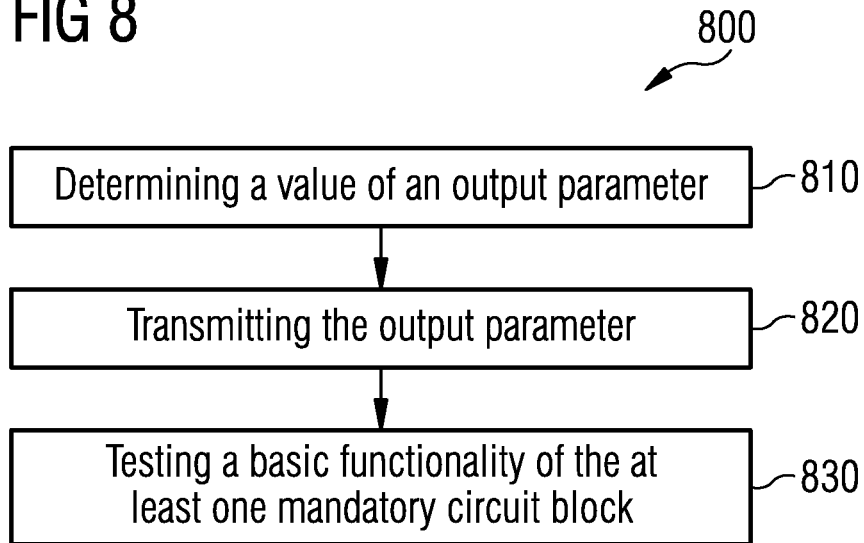 FIG 8
800
Determining a value of an output parameter
810
Transmitting the output parameter
820
Testing a basic functionality of the at
least one mandatory circuit block
830